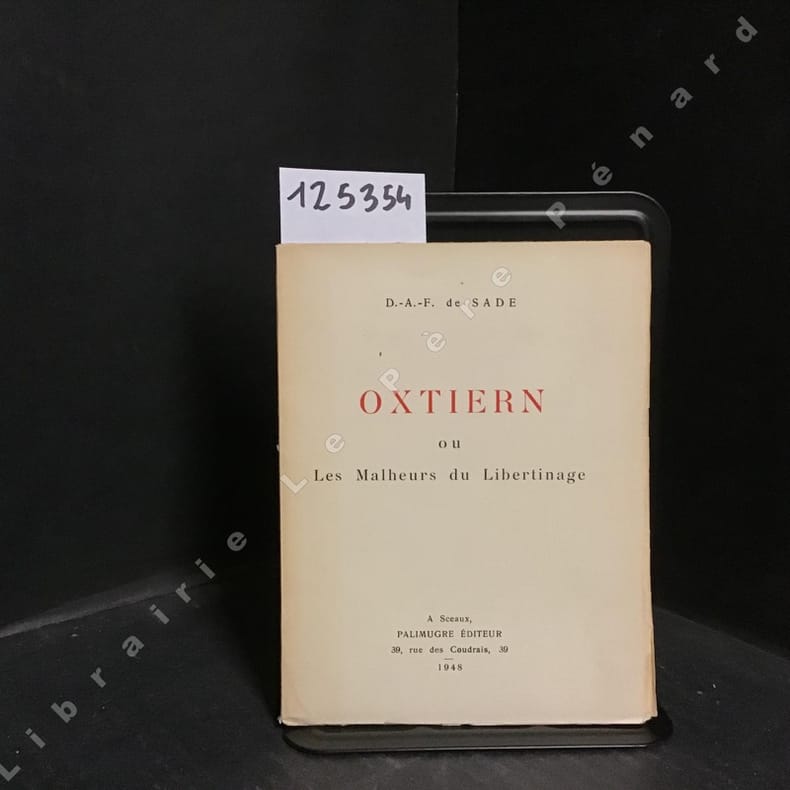 125354
D.-A.-F. de SADE
OXTIERN
ou
Les Malheurs du Libertinage
A Sceaux,
PALIMUGRE ÉDITEUR
39, rue des Coudrais, 39
1948
Librairie Le Père Pénard